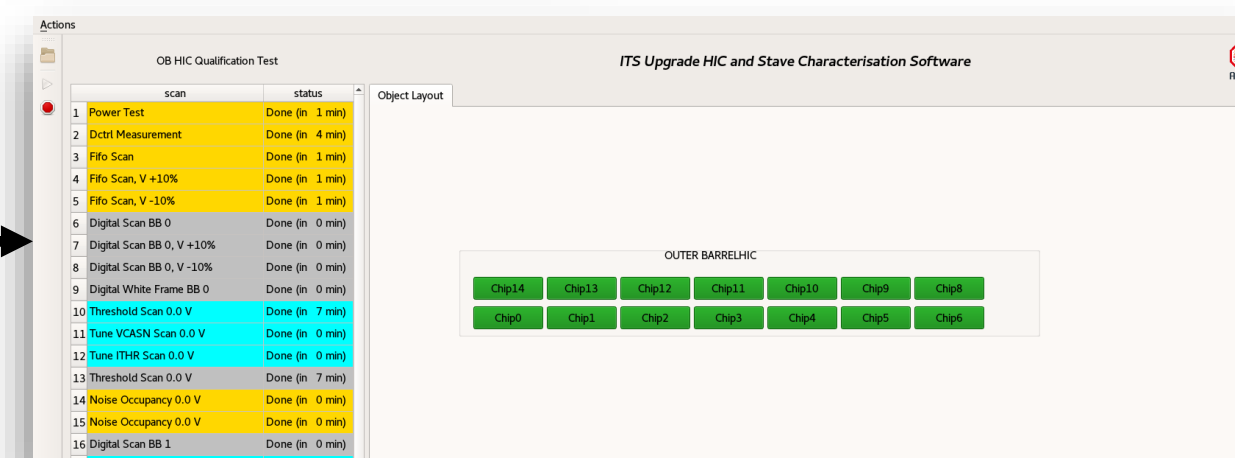 Actions
OB HIC Qualification Test
ITS Upgrade HIC and Stave Characterisation Software
scan status
Object Layout
1 Power Test Done (in 1 min)
2 Dctrl Measurement Done (in 4 min)
3 Fifo Scan Done (in 1 min)
4 Fifo Scan, V +10% Done (in 1 min)
5 Fifo Scan, V -10% Done (in 1 min)
6 Digital Scan BB 0 Done (in 0 min)
7 Digital Scan BB 0, V +10% Done (in 0 min)
8 Digital Scan BB 0, V -10% Done (in 0 min)
9 Digital White Frame BB 0 Done (in 0 min)
10 Threshold Scan 0.0 V Done (in 7 min)
11 Tune VCASN Scan 0.0 V Done (in 0 min)
12 Tune ITHR Scan 0.0 V Done (in 0 min)
13 Threshold Scan 0.0 V Done (in 7 min)
14 Noise Occupancy 0.0 V Done (in 0 min)
15 Noise Occupancy 0.0 V Done (in 0 min)
16 Digital Scan BB 1 Done (in 0 min)
OUTER BARRELHIC
Chip14 Chip13 Chip12 Chip11 Chip10 Chip9 Chip8
Chip0 Chip1 Chip2 Chip3 Chip4 Chip5 Chip6